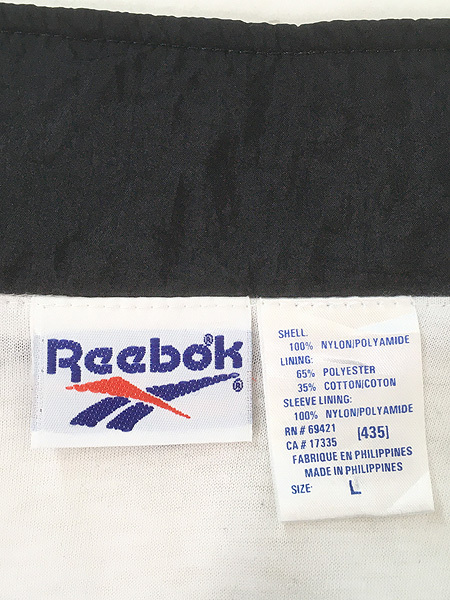 Reebok®
®
SHELL:
100% NYLON/POLYAMIDE
LINING:
65% POLYESTER
35% COTTON/COTON
SLEEVE LINING:
100% NYLON/POLYAMIDE
RN # 69421 [435]
CA # 17335
FABRIQUE EN PHILIPPINES
MADE IN PHILIPPINES
SIZE: L